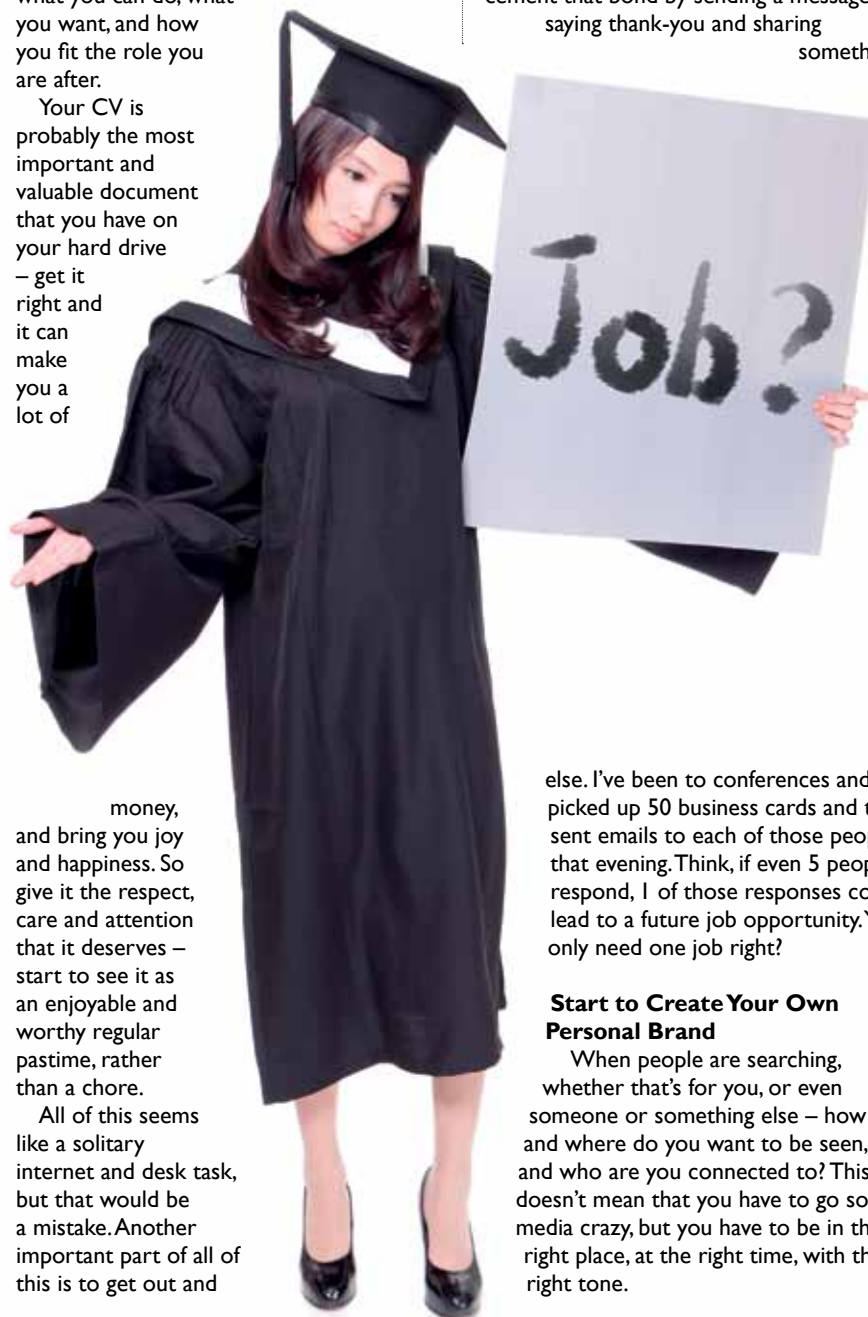 what you can do, what
you want, and how
you fit the role you
are after.
Your CV is
probably the most
important and
valuable document
that you have on
your hard drive
– get it
right and
it can
make
you a
lot of
money,
and bring you joy
and happiness. So
give it the respect,
care and attention
that it deserves –
start to see it as
an enjoyable and
worthy regular
pastime, rather
than a chore.
All of this seems
like a solitary
internet and desk task,
but that would be
a mistake. Another
important part of all of
this is to get out and
cement that bond by sending a message
saying thank-you and sharing
Job?
else. I've been to conferences and
picked up 50 business cards and
sent emails to each of those
that evening. Think, if even 5
respond, 1 of those responses
lead to a future job opportunity.
only need one job right?
Start to Create Your Own
Personal Brand
When people are searching,
whether that's for you, or even
someone or something else – how
and where do you want to be seen,
and who are you connected to? This
doesn't mean that you have to go
media crazy, but you have to be in
right place, at the right time, with
right tone.